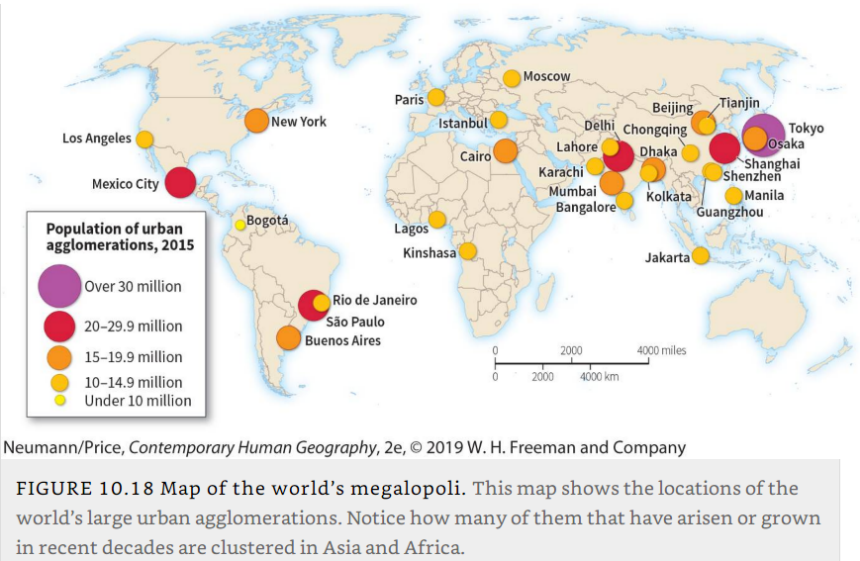 Moscow
Paris
Istanbul
New York
Los Angeles
Mexico City
Bogotá
Cairo
Lagos
Kinshasa
Beijing
Tianjin
Delhi
Chongqing
Tokyo
Osaka
Lahore
Dhaka
Shanghai
Karachi
Shenzhen
Mumbai
Kolkata
Manila
Bangalore
Guangzhou
Jakarta
Rio de Janeiro
São Paulo
Buenos Aires
Population of urban
agglomerations, 2015
Over 30 million
20–29.9 million
15–19.9 million
10–14.9 million
Under 10 million
0 2000 4000 miles
0 2000 4000 km
Neumann/Price, Contemporary Human Geography, 2e, © 2019 W. H. Freeman and Company
FIGURE 10.18 Map of the world’s megalopoli. This map shows the locations of the
world’s large urban agglomerations. Notice how many of them that have arisen or grown
in recent decades are clustered in Asia and Africa.